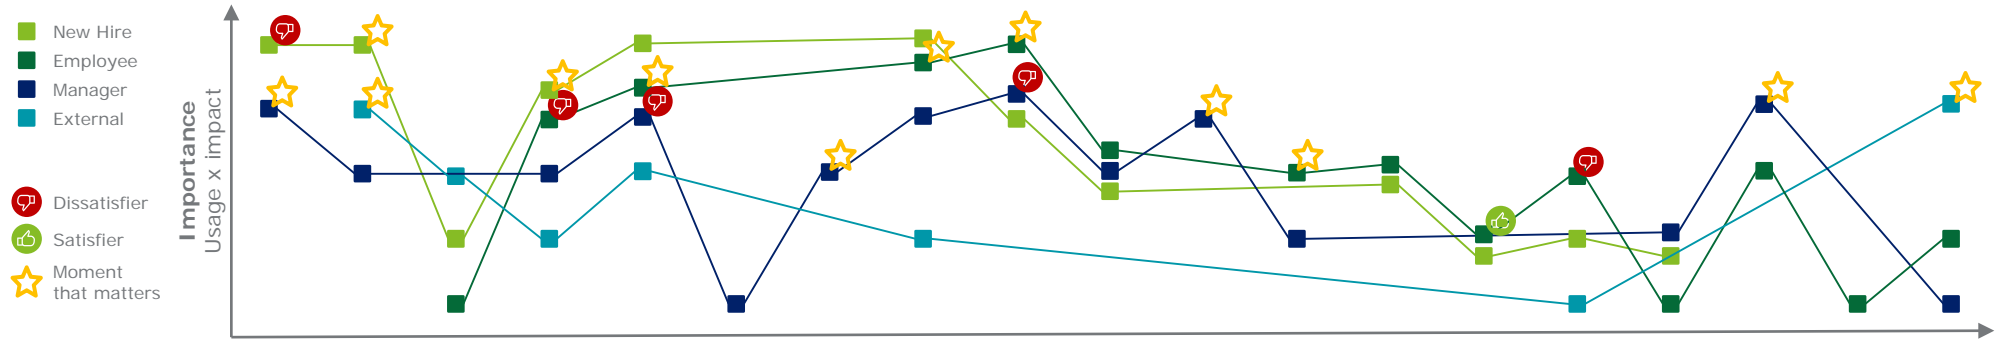 New Hire
Employee
Manager
External
Dissatisfier
Satisfier
Moment
that matters
Importance
Usage x impact